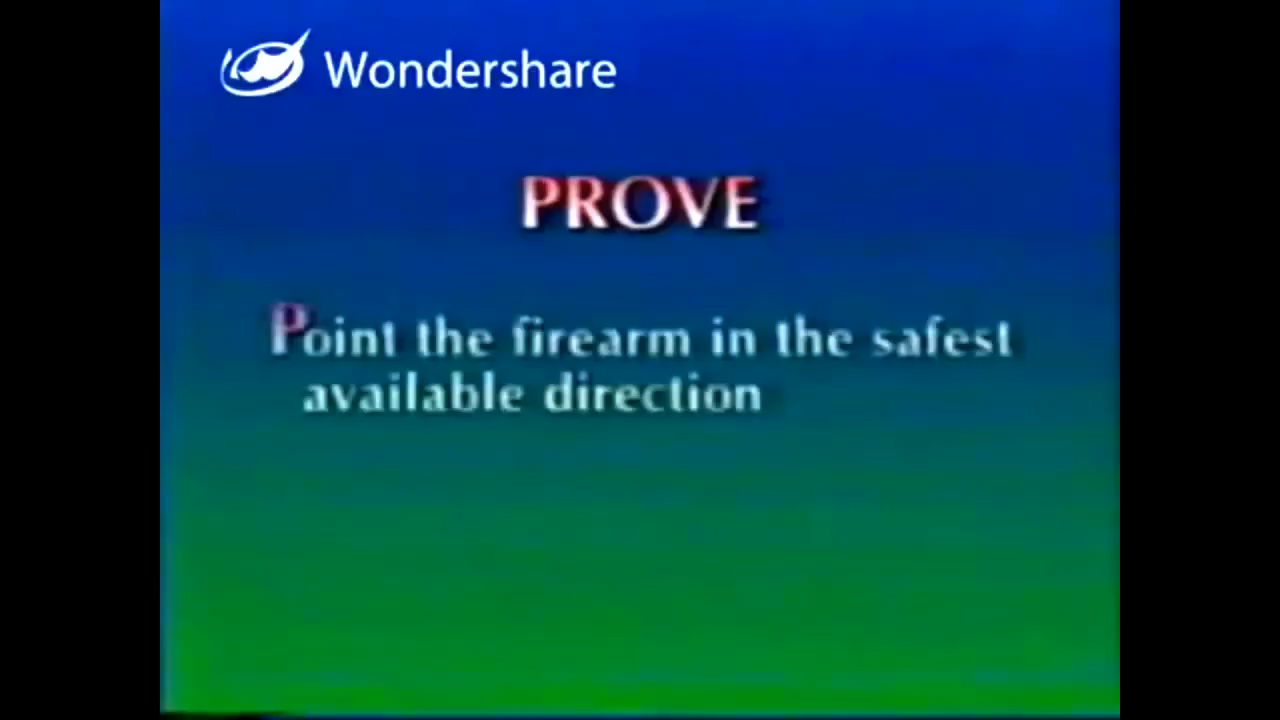 Wondershare
PROVE
Point the firearm in the safest
available direction